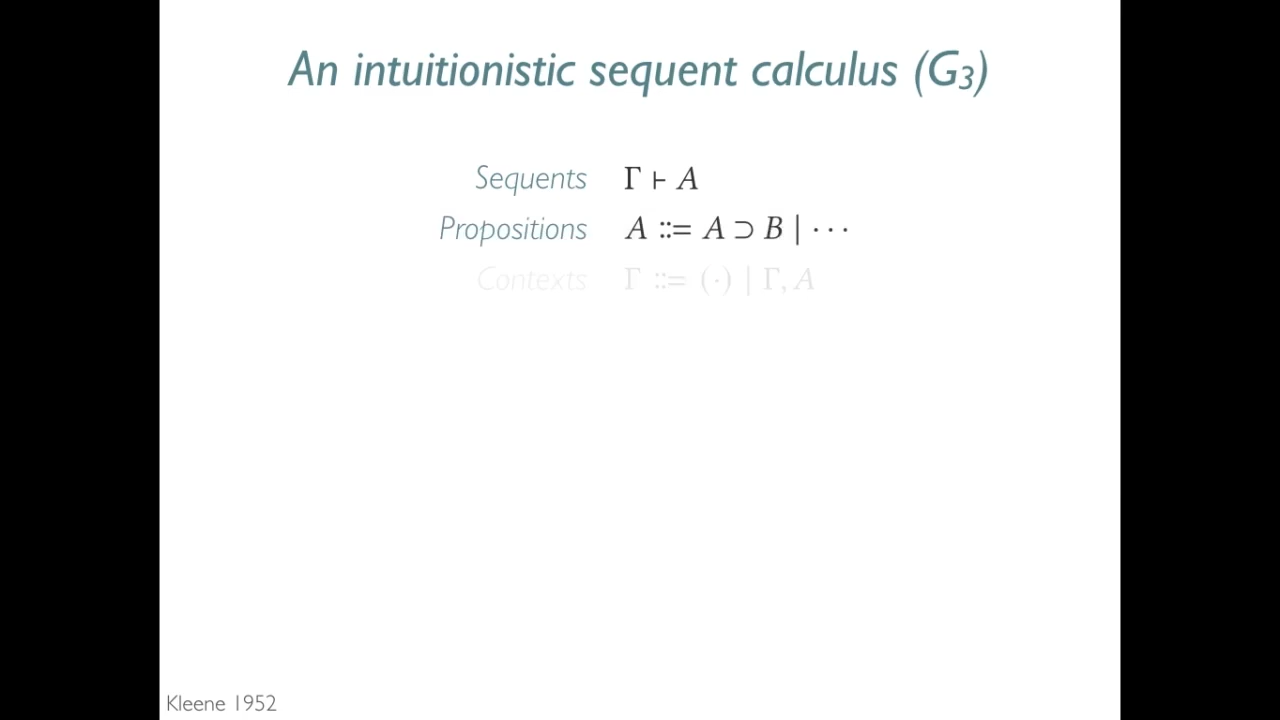 An intuitionistic sequent calculus (G₃)
Sequents Γ ⊢ A
Propositions A ::= A ⊃ B | · · ·
Contexts Γ ::= (·) | Γ, A
Kleene 1952